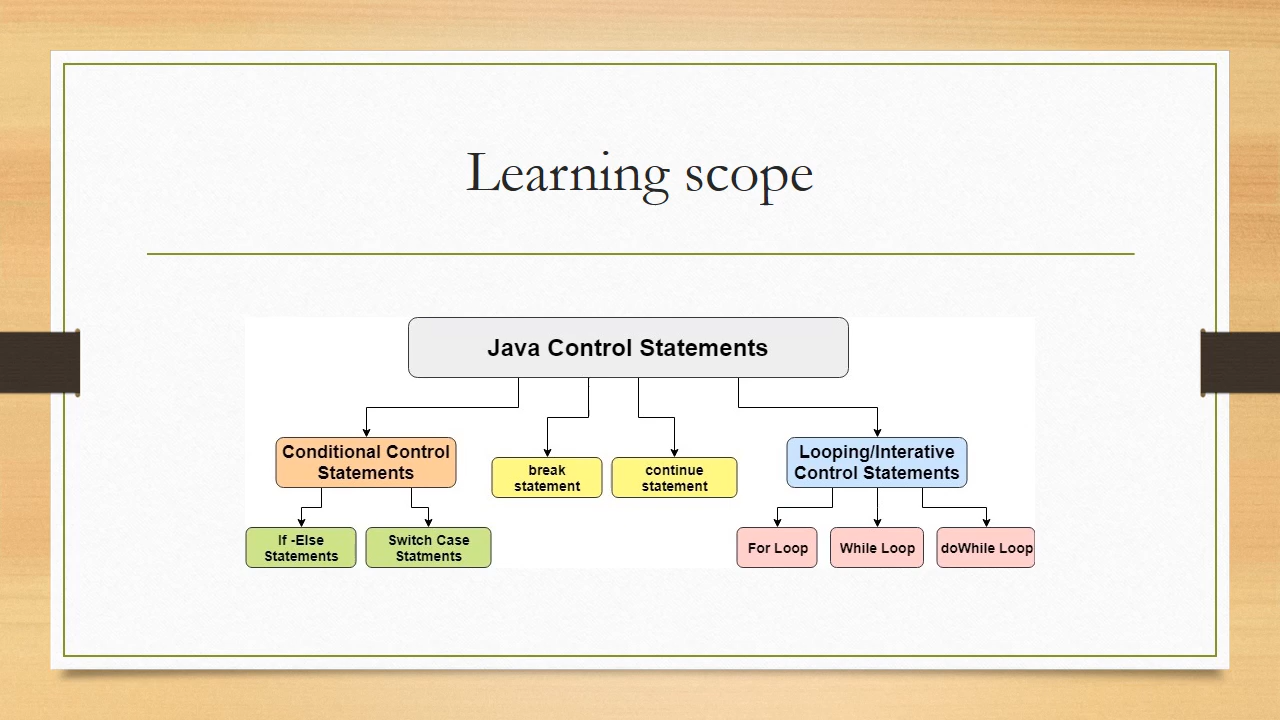 Learning scope
Java Control Statements
Conditional Control
Statements
break
statement
continue
statement
Looping/Interative
Control Statements
If -Else
Statements
Switch Case
Statments
For Loop
While Loop
doWhile Loop